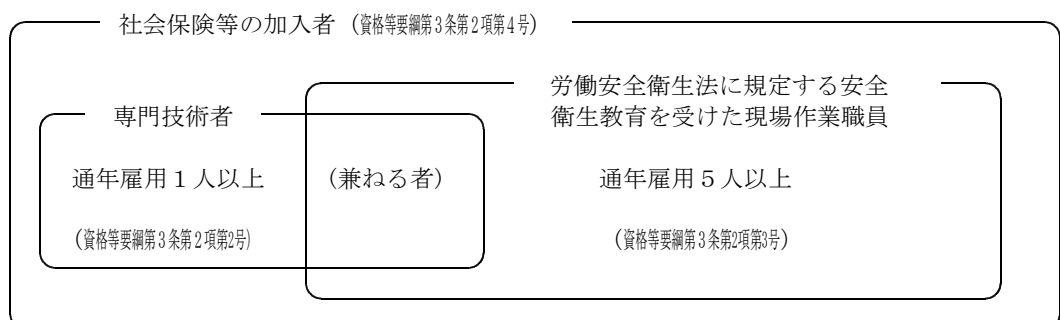 社会保険等の加入者（資格等要綱第３条第２項第４号）
労働安全衛生法に規定する安全
衛生教育を受けた現場作業職員
専門技術者
通年雇用１人以上
（兼ねる者）
通年雇用５人以上
（資格等要綱第３条第２項第2号）
（資格等要綱第３条第2項第3号）